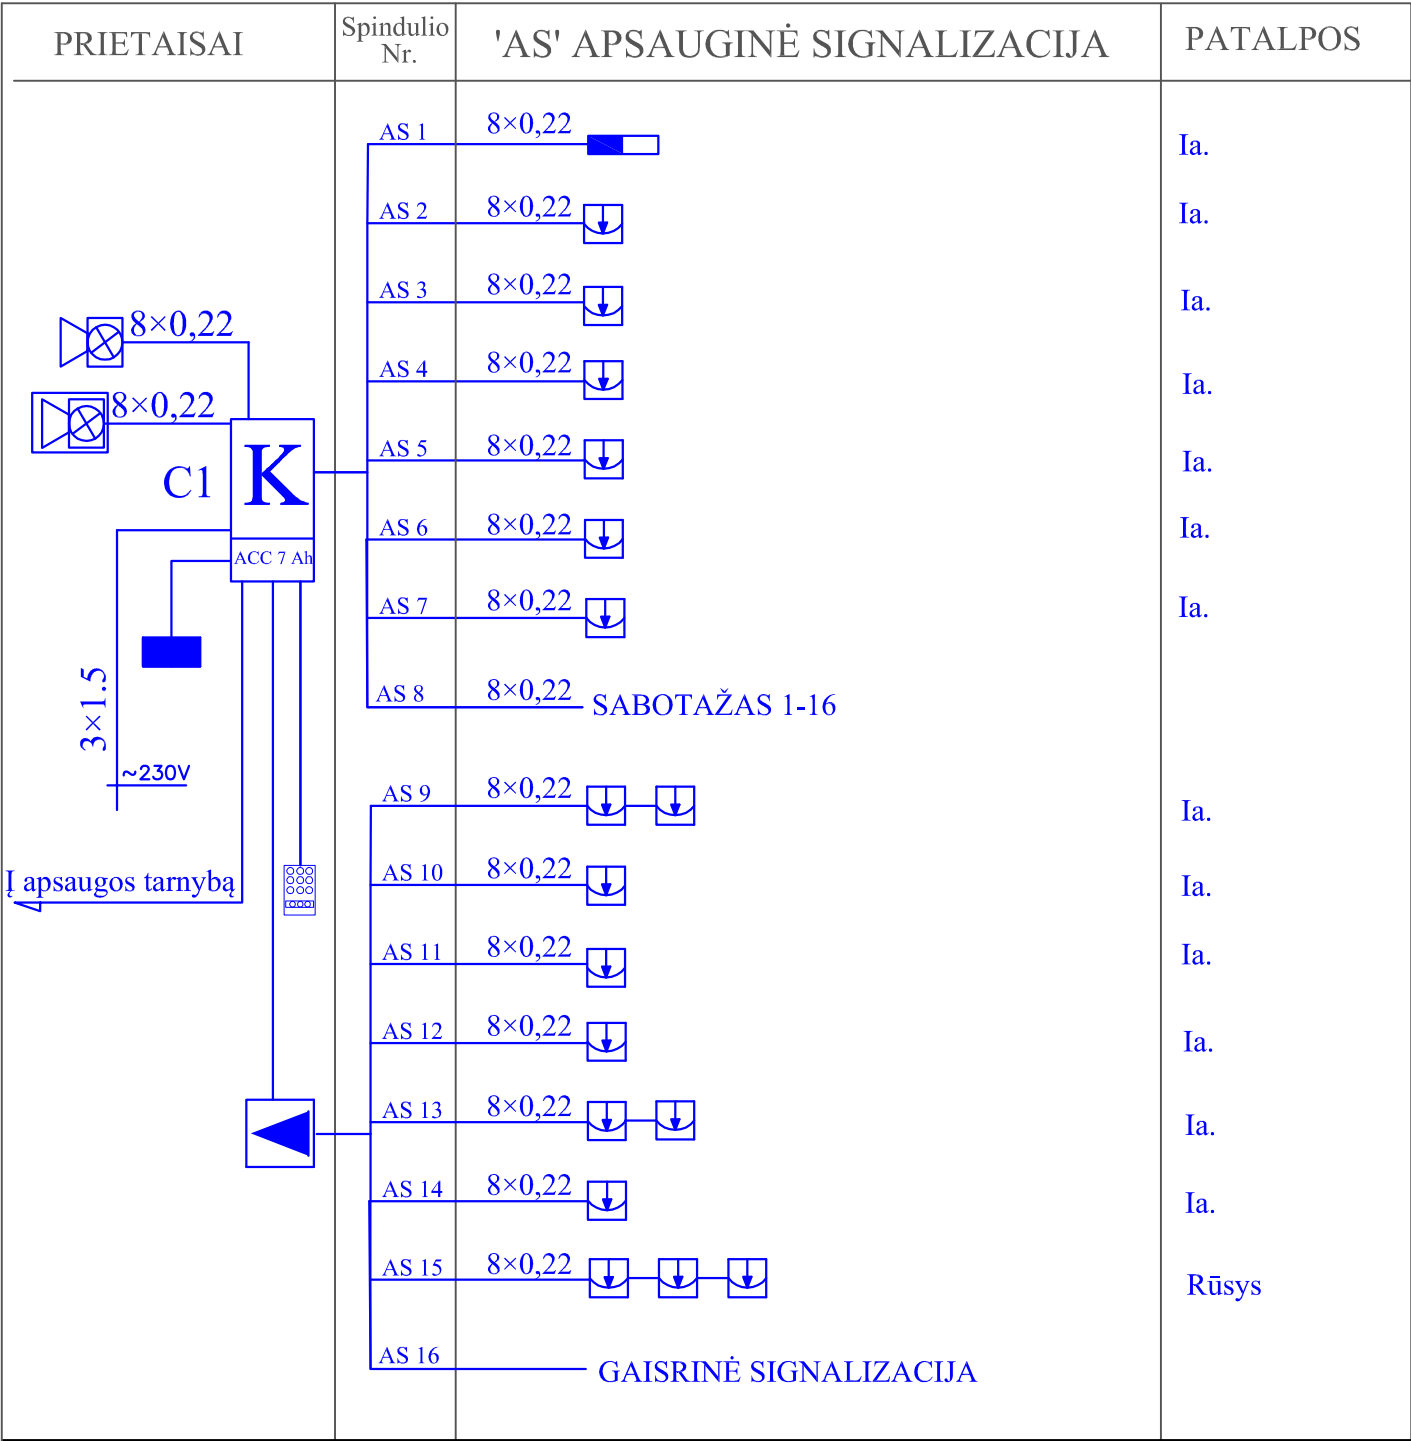 PRIETAISAI
Spindulio
Nr.
'AS' APSAUGINĖ SIGNALIZACIJA
PATALPOS
AS 1 8×0,22 Ia.
AS 2 8×0,22 Ia.
AS 3 8×0,22 Ia.
8×0,22
AS 4 8×0,22 Ia.
8×0,22
AS 5 8×0,22 Ia.
C1 K
AS 6 8×0,22 Ia.
ACC 7 Ah
AS 7 8×0,22 Ia.
AS 8 8×0,22 SABOTAŽAS 1-16
3×1.5
~230V
AS 9 8×0,22 Ia.
Į apsaugos tarnybą
AS 10 8×0,22 Ia.
AS 11 8×0,22 Ia.
AS 12 8×0,22 Ia.
AS 13 8×0,22 Ia.
AS 14 8×0,22 Ia.
AS 15 8×0,22 Rūsys
AS 16 GAISRINĖ SIGNALIZACIJA